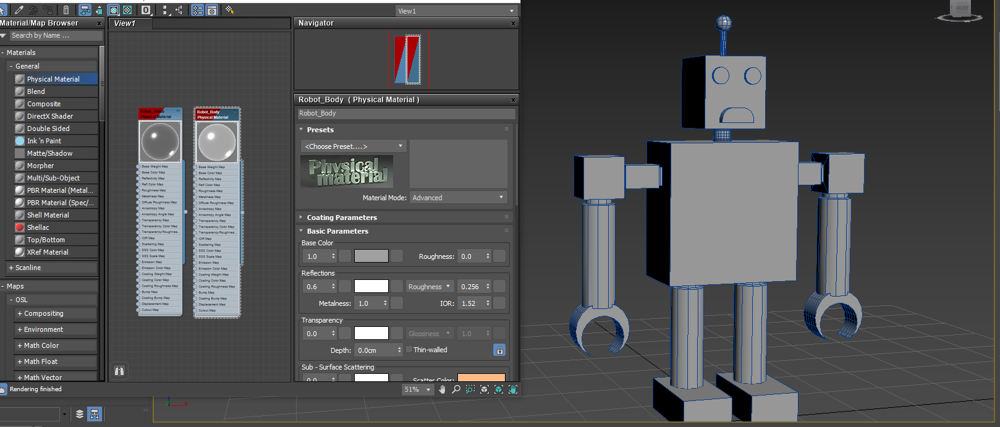 View1
FRONT
Material/Map Browser
x
View1
Navigator
x
Search by Name ...
- Materials
- General
Physical Material
Blend
Composite
DirectX Shader
Double Sided
Ink 'n Paint
Matte/Shadow
Morpher
Multi/Sub-Object
PBR Material (Metal...
PBR Material (Spec/...
Shell Material
Shellac
Top/Bottom
XRef Material
+ Scanline
- Maps
- OSL
+ Compositing
+ Environment
+ Math Color
+ Math Float
+ Math Vector
Rendering finished
Physical Material
Base Weight Map
Base Color Map
Reflectivity Map
Refl Color Map
Roughness Map
Metalness Map
Diffuse Roughness Map
Anisotropy Map
Anisotropy Angle Map
Transparency Map
Transparency Color Map
Transparency Roughnes...
IOR Map
Scattering Map
SSS Color Map
SSS Scale Map
Emission Map
Emission Color Map
Coating Weight Map
Coating Color Map
Coating Roughness Map
Bump Map
Coating Bump Map
Displacement Map
Cutout Map
Robot_Body
Physical Material
Base Weight Map
Base Color Map
Reflectivity Map
Refl Color Map
Roughness Map
Metalness Map
Diffuse Roughness Map
Anisotropy Map
Anisotropy Angle Map
Transparency Map
Transparency Color Map
Transparency Roughnes...
IOR Map
Scattering Map
SSS Color Map
SSS Scale Map
Emission Map
Emission Color Map
Coating Weight Map
Coating Color Map
Coating Roughness Map
Bump Map
Coating Bump Map
Displacement Map
Cutout Map
Robot_Body ( Physical Material )
x
Robot_Body
Presets
<Choose Preset....>
Physical material
Material Mode: Advanced
Coating Parameters
Basic Parameters
Base Color
1.0 Roughness: 0.0
Reflections
0.6 Roughness 0.256
Metalness: 1.0 IOR: 1.52
Transparency
0.0 Glossiness 1.0
Depth: 0.0cm Thin-walled
Sub - Surface Scattering
0.0 Scatter Color:
51%
x